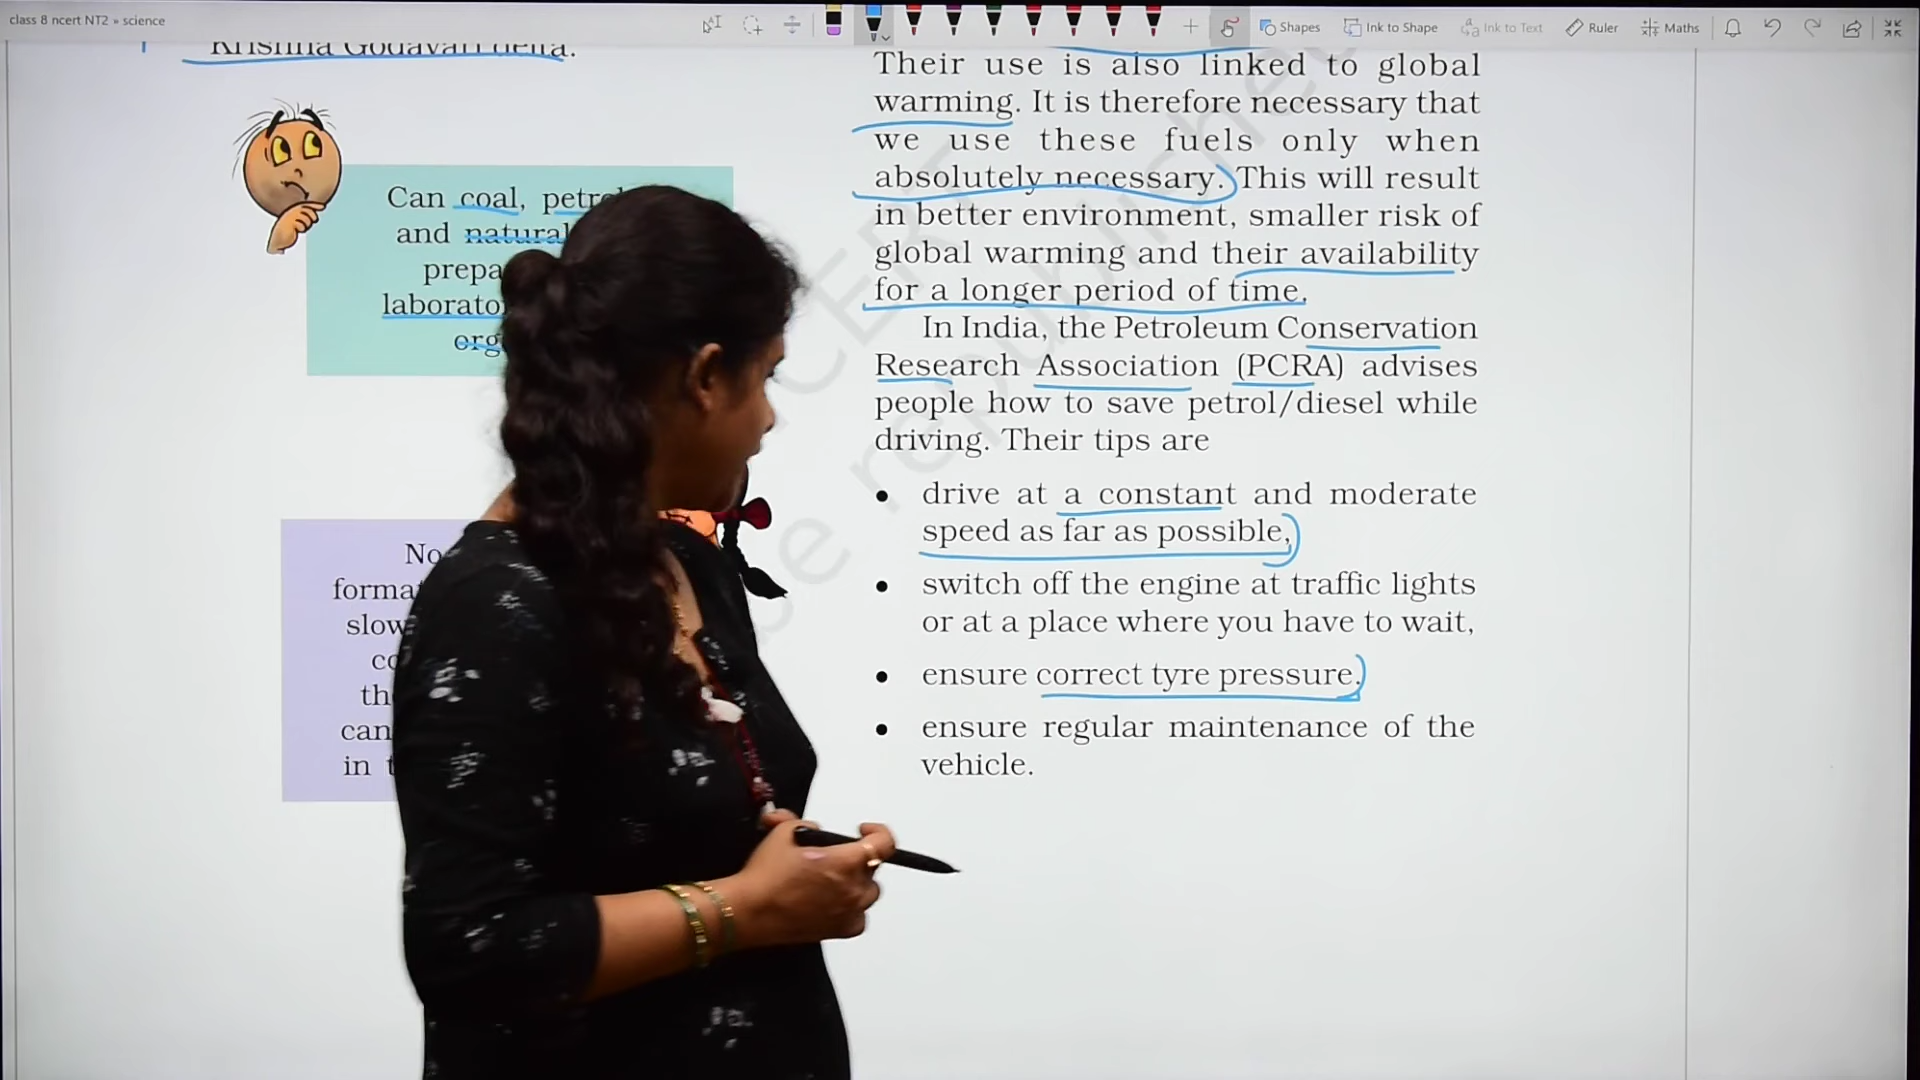 class 8 ncert NT2 » science
Shapes
Ink to Shape
Ink to Text
Ruler
Maths
Krishna Godavari delta.
Can coal, petrol
and natural
prepa
laborato
org
No
forma
slow
co
th
can
in t
Their use is also linked to global
warming. It is therefore necessary that
we use these fuels only when
absolutely necessary. This will result
in better environment, smaller risk of
global warming and their availability
for a longer period of time.
In India, the Petroleum Conservation
Research Association (PCRA) advises
people how to save petrol/diesel while
driving. Their tips are
• drive at a constant and moderate
speed as far as possible,
• switch off the engine at traffic lights
or at a place where you have to wait,
• ensure correct tyre pressure.
• ensure regular maintenance of the
vehicle.